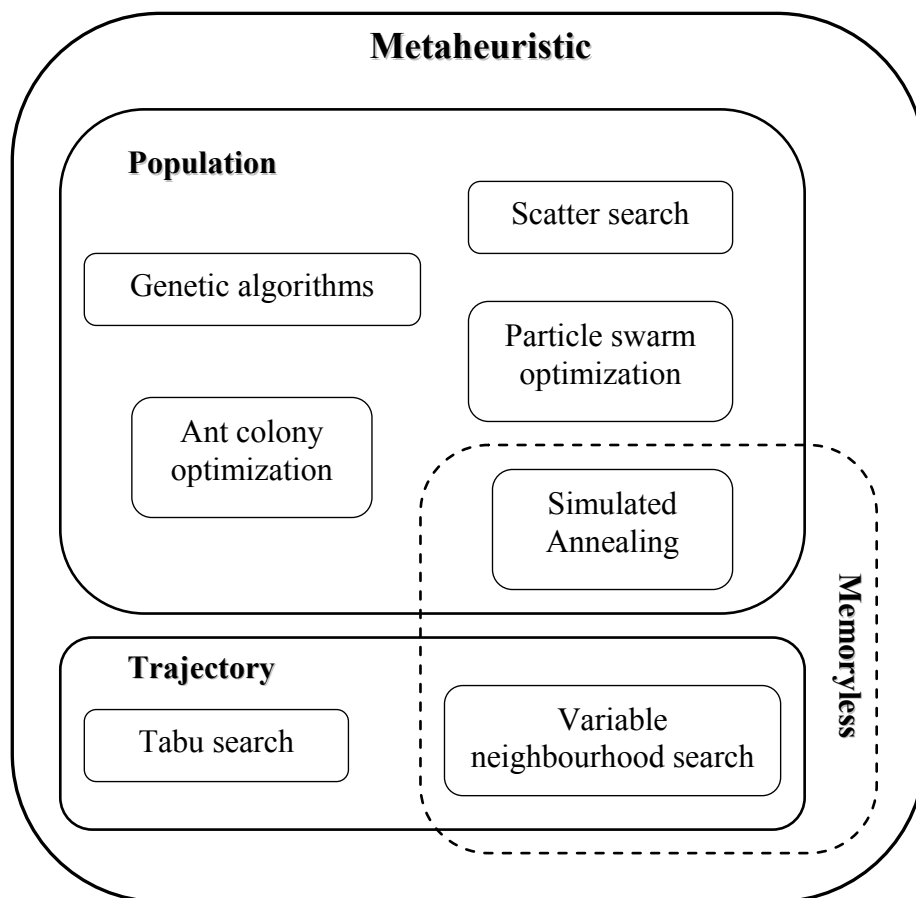 Metaheuristic
Population
Scatter search
Genetic algorithms
Particle swarm
optimization
Ant colony
optimization
Simulated
Annealing
Memoryless
Trajectory
Tabu search
Variable
neighbourhood search